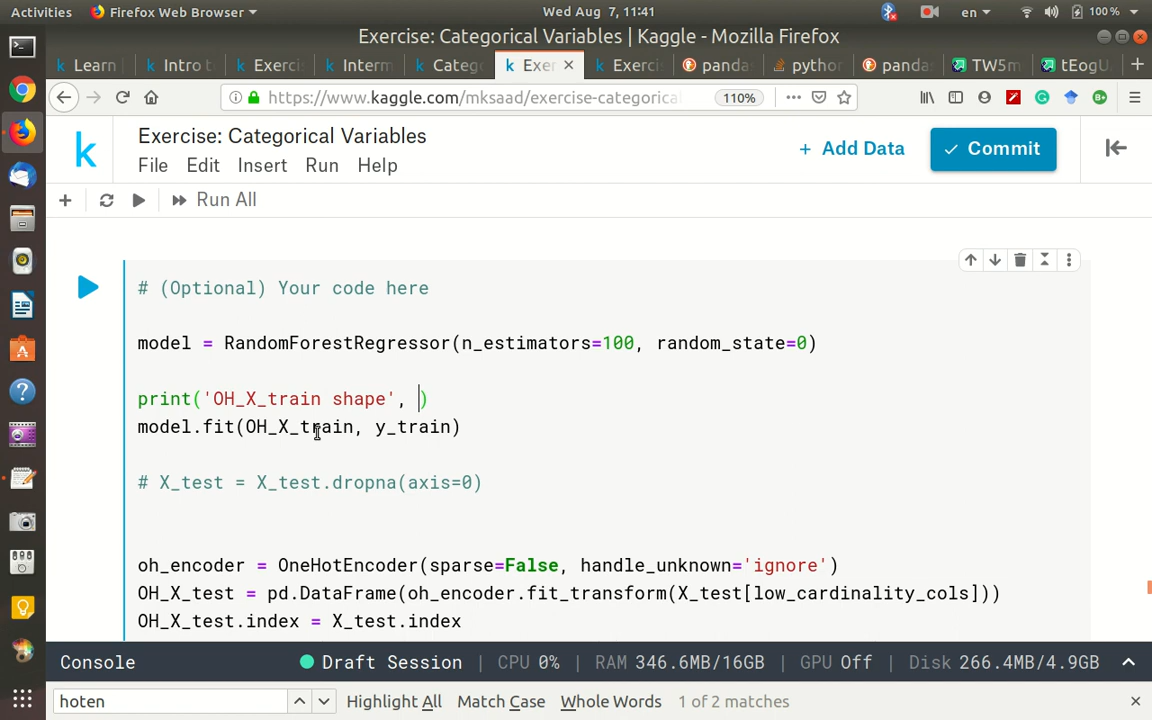 Activities Firefox Web Browser Wed Aug 7, 11:41 en 100%
Exercise: Categorical Variables | Kaggle - Mozilla Firefox
Learn Intro t Exerci Interm Catego Exer Exerci panda python panda TW5m tEogU
https://www.kaggle.com/mksaad/exercise-categorica 110%
Exercise: Categorical Variables
+ Add Data
Commit
File Edit Insert Run Help
Run All
# (Optional) Your code here
model = RandomForestRegressor(n_estimators=100, random_state=0)
print('OH_X_train shape', )
model.fit(OH_X_train, y_train)
# X_test = X_test.dropna(axis=0)
oh_encoder = OneHotEncoder(sparse=False, handle_unknown='ignore')
OH_X_test = pd.DataFrame(oh_encoder.fit_transform(X_test[low_cardinality_cols]))
OH_X_test.index = X_test.index
Console Draft Session | CPU 0% | RAM 346.6MB/16GB | GPU Off | Disk 266.4MB/4.9GB
hoten Highlight All Match Case Whole Words 1 of 2 matches